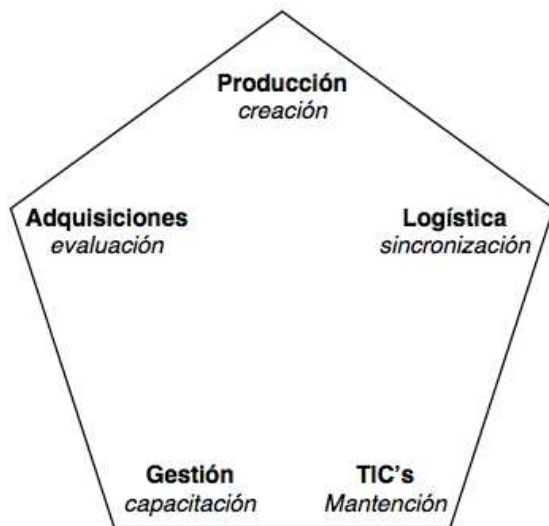 Producción
creación
Adquisiciones
evaluación
Logística
sincronización
Gestión
capacitación
TIC's
Mantención